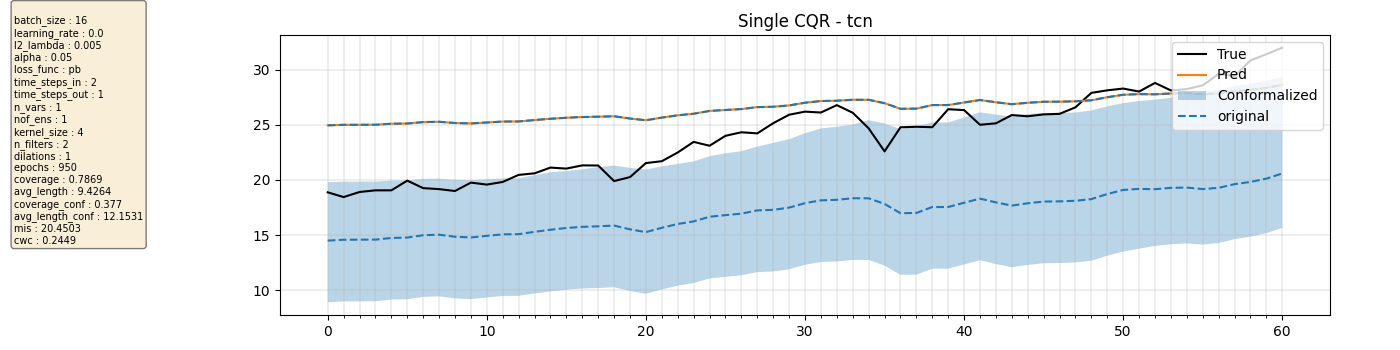 Single CQR - tcn
batch_size : 16
learning_rate : 0.0
l2_lambda : 0.005
alpha : 0.05
loss_func : pb
time_steps_in : 2
time_steps_out : 1
n_vars : 1
nof_ens : 1
kernel_size : 4
n_filters : 2
dilations : 1
epochs : 950
coverage : 0.7869
avg_length : 9.4264
coverage_conf : 0.377
avg_length_conf : 12.1531
mis : 20.4503
cwc : 0.2449
True
Pred
Conformalized
original
30
25
20
15
10
0 10 20 30 40 50 60